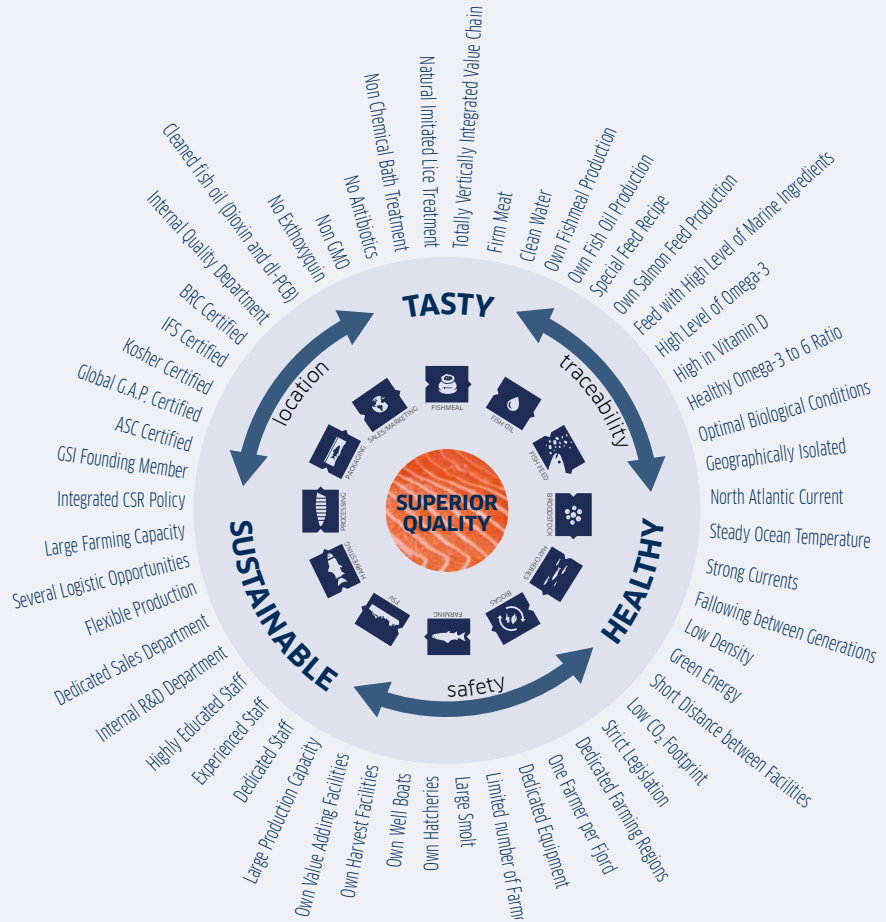 Totally Vertically Integrated Value Chain
Firm Meat
Clean Water
Own Fishmeal Production
Own Fish Oil Production
Special Feed Recipe
Own Salmon Feed Production
Feed with High Level of Marine Ingredients
High Level of Omega-3
High in Vitamin D
Healthy Omega-3 to 6 Ratio
Optimal Biological Conditions
Geographically Isolated
North Atlantic Current
Steady Ocean Temperature
Strong Currents
Fallowing between Generations
Low Density
Green Energy
Short Distance between Facilities
Low CO₂ Footprint
Strict Legislation
Dedicated Farming Regions
One Farmer per Fjord
Dedicated Equipment
Limited number of Farme
Large Smolt
Own Hatcheries
Own Well Boats
Own Harvest Facilities
Own Value Adding Facilities
Large Production Capacity
Dedicated Staff
Experienced Staff
Highly Educated Staff
Internal R&D Department
Dedicated Sales Department
Flexible Production
Several Logistic Opportunities
Large Farming Capacity
Integrated CSR Policy
GSI Founding Member
ASC Certified
Global G.A.P. Certified
Kosher Certified
IFS Certified
BRC Certified
Internal Quality Department
Cleaned fish oil (Dioxin and dl-PCB)
No Exthoxyquin
Non GMO
No Antibiotics
Non Chemical Bath Treatment
Natural Imitated Lice Treatment
TASTY
traceability
HEALTHY
safety
SUSTAINABLE
location
FISHMEAL
FISH OIL
FISH FEED
BROODSTOCK
HATCHERIES
BIOGAS
FARMING
FSV
HARVESTING
PROCESSING
PACKAGING
SALES/MARKETING
SUPERIOR
QUALITY